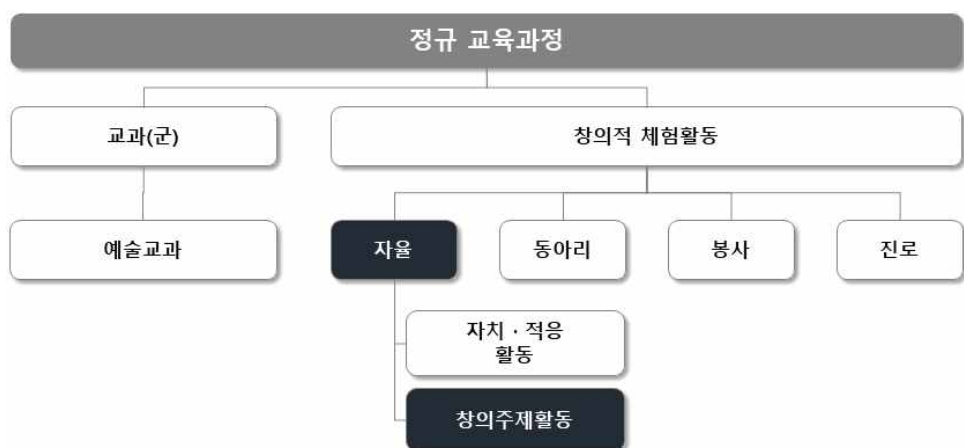 정규 교육과정
교과(군)
창의적 체험활동
예술교과
자율
동아리
봉사
진로
자치 · 적응
활동
창의주제활동